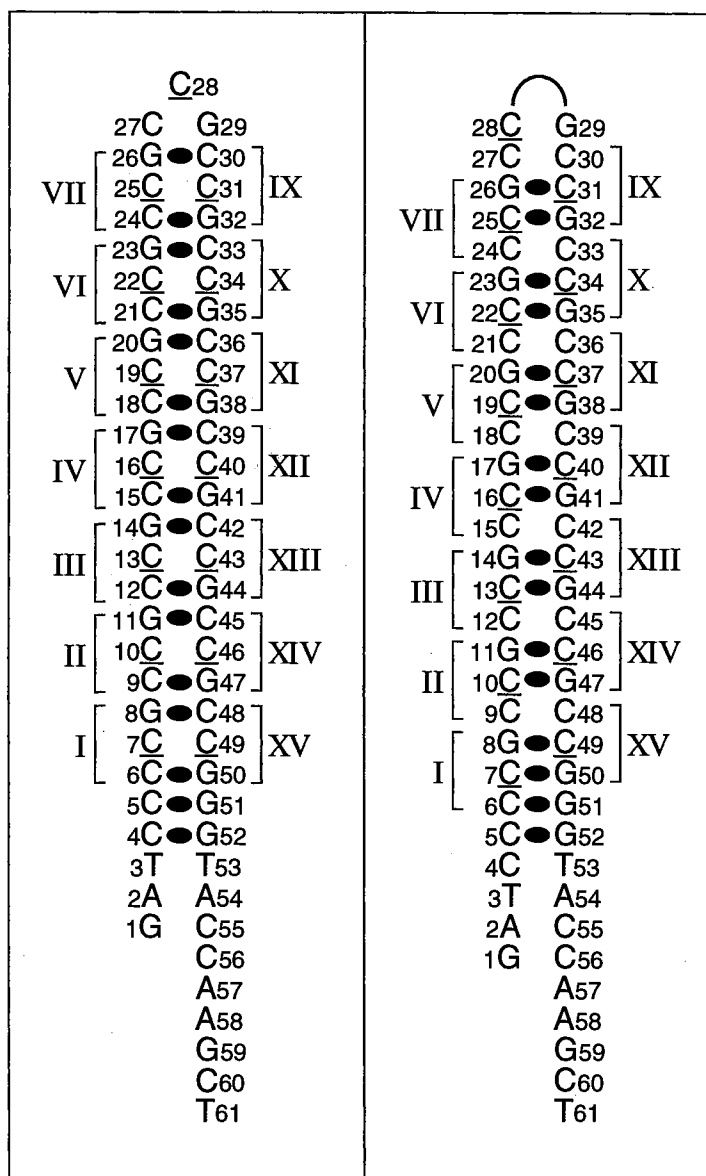 C28
27C G29
26G C30
VII 25C C31 IX
24C G32
23G C33
VI 22C C34 X
21C G35
20G C36
V 19C C37 XI
18C G38
17G C39
IV 16C C40 XII
15C G41
14G C42
III 13C C43 XIII
12C G44
11G C45
II 10C C46 XIV
9C G47
8G C48
I 7C C49 XV
6C G50
5C G51
4C G52
3T T53
2A A54
1G C55
C56
A57
A58
G59
C60
T61
28C G29
27C C30
26G C31 IX
VII 25C G32
24C C33
23G C34 X
VI 22C G35
21C C36
20G C37 XI
V 19C G38
18C C39
17G C40 XII
IV 16C G41
15C C42
14G C43 XIII
III 13C G44
12C C45
11G C46 XIV
II 10C G47
9C C48
8G C49 XV
I 7C G50
6C G51
5C G52
4C T53
3T A54
2A C55
1G C56
A57
A58
G59
C60
T61